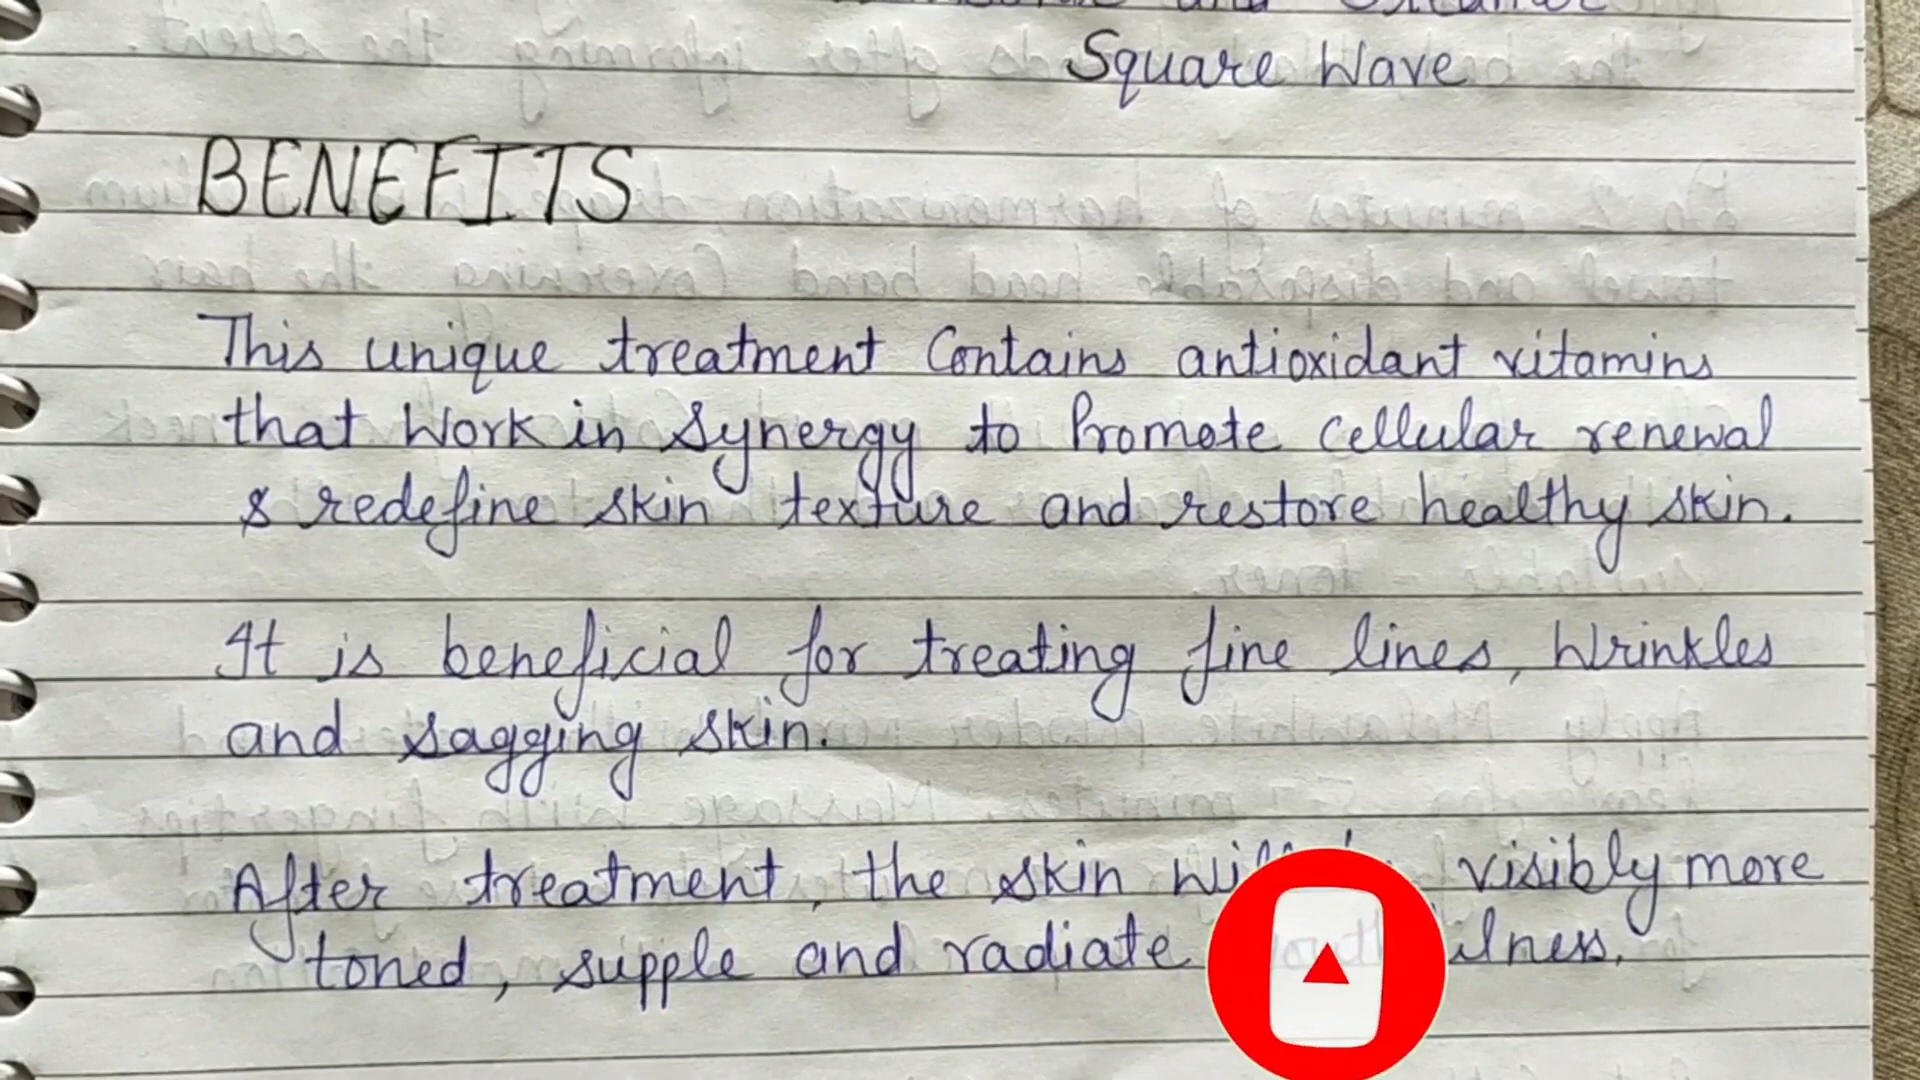 and
Square Wave
BENEFITS
This unique treatment Contains antioxidant vitamins
that Work in Synergy to Promote cellular renewal
& redefine skin texture and restore healthy skin.
It is beneficial for treating fine lines, Wrinkles
and sagging skin.
After treatment, the skin visibly more
toned, supple and radiate